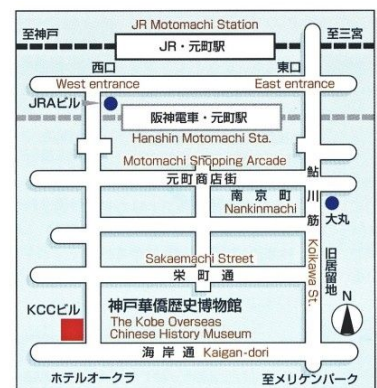 JR Motomachi Station
至神戸
JR・元町駅
至三宮
西口
東口
West entrance
East entrance
JRAビル
阪神電車・元町駅
Hanshin Motomachi Sta.
Motomachi Shopping Arcade
元町商店街
鮎川筋
南京町
Nankinmachi
大丸
Koikawa St.
旧居留地
Sakaemachi Street
栄町通
N
KCCビル
神戸華僑歴史博物館
The Kobe Overseas
Chinese History Museum
海岸通 Kaigan-dori
ホテルオークラ
至メリケンパーク